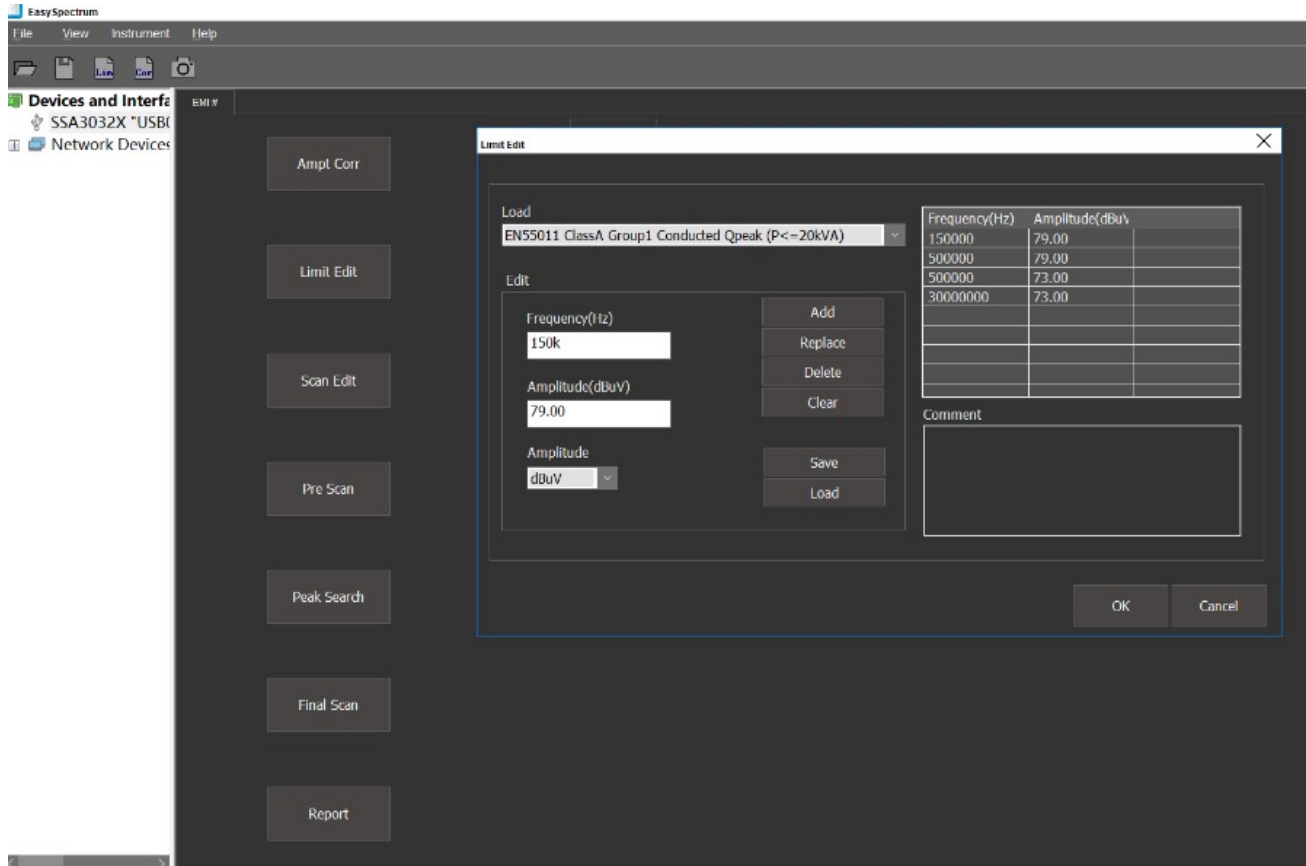 EasySpectrum
File View Instrument Help
Lim Cor
Devices and Interfa
SSA3032X "USB(
Network Devices
EMI #
Ampt Corr
Limit Edit
Scan Edit
Pre Scan
Peak Search
Final Scan
Report
Limit Edit
Load
EN55011 ClassA Group1 Conducted Qpeak (P<=20kVA)
Edit
Frequency(Hz)
150k
Amplitude(dBuV)
79.00
Amplitude
dBuV
Add
Replace
Delete
Clear
Save
Load
Frequency(Hz) Amplitude(dBuV
150000 79.00
500000 79.00
500000 73.00
30000000 73.00
Comment
OK Cancel